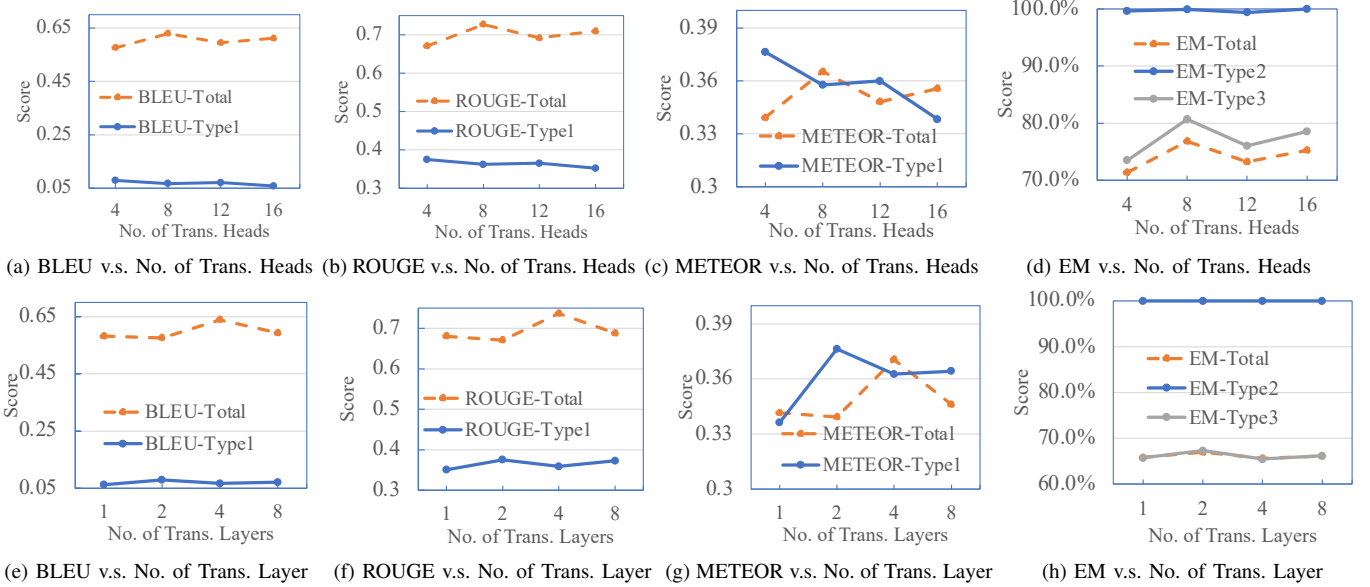 0.65
0.45
0.25
0.05
Score
BLEU-Total
BLEU-Type1
4 8 12 16
No. of Trans. Heads
(a) BLEU v.s. No. of Trans. Heads
0.7
0.6
0.5
0.4
0.3
Score
ROUGE-Total
ROUGE-Type1
4 8 12 16
No. of Trans. Heads
(b) ROUGE v.s. No. of Trans. Heads
0.39
0.36
0.33
0.3
Score
METEOR-Total
METEOR-Type1
4 8 12 16
No. of Trans. Heads
(c) METEOR v.s. No. of Trans. Heads
100.0%
90.0%
80.0%
70.0%
Score
EM-Total
EM-Type2
EM-Type3
4 8 12 16
No. of Trans. Heads
(d) EM v.s. No. of Trans. Heads
0.65
0.45
0.25
0.05
Score
BLEU-Total
BLEU-Type1
1 2 4 8
No. of Trans. Layers
(e) BLEU v.s. No. of Trans. Layer
0.7
0.6
0.5
0.4
0.3
Score
ROUGE-Total
ROUGE-Type1
1 2 4 8
No. of Trans. Layers
(f) ROUGE v.s. No. of Trans. Layer
0.39
0.36
0.33
0.3
Score
METEOR-Total
METEOR-Type1
1 2 4 8
No. of Trans. Layers
(g) METEOR v.s. No. of Trans. Layer
100.0%
90.0%
80.0%
70.0%
60.0%
Score
EM-Total
EM-Type2
EM-Type3
1 2 4 8
No. of Trans. Layers
(h) EM v.s. No. of Trans. Layer